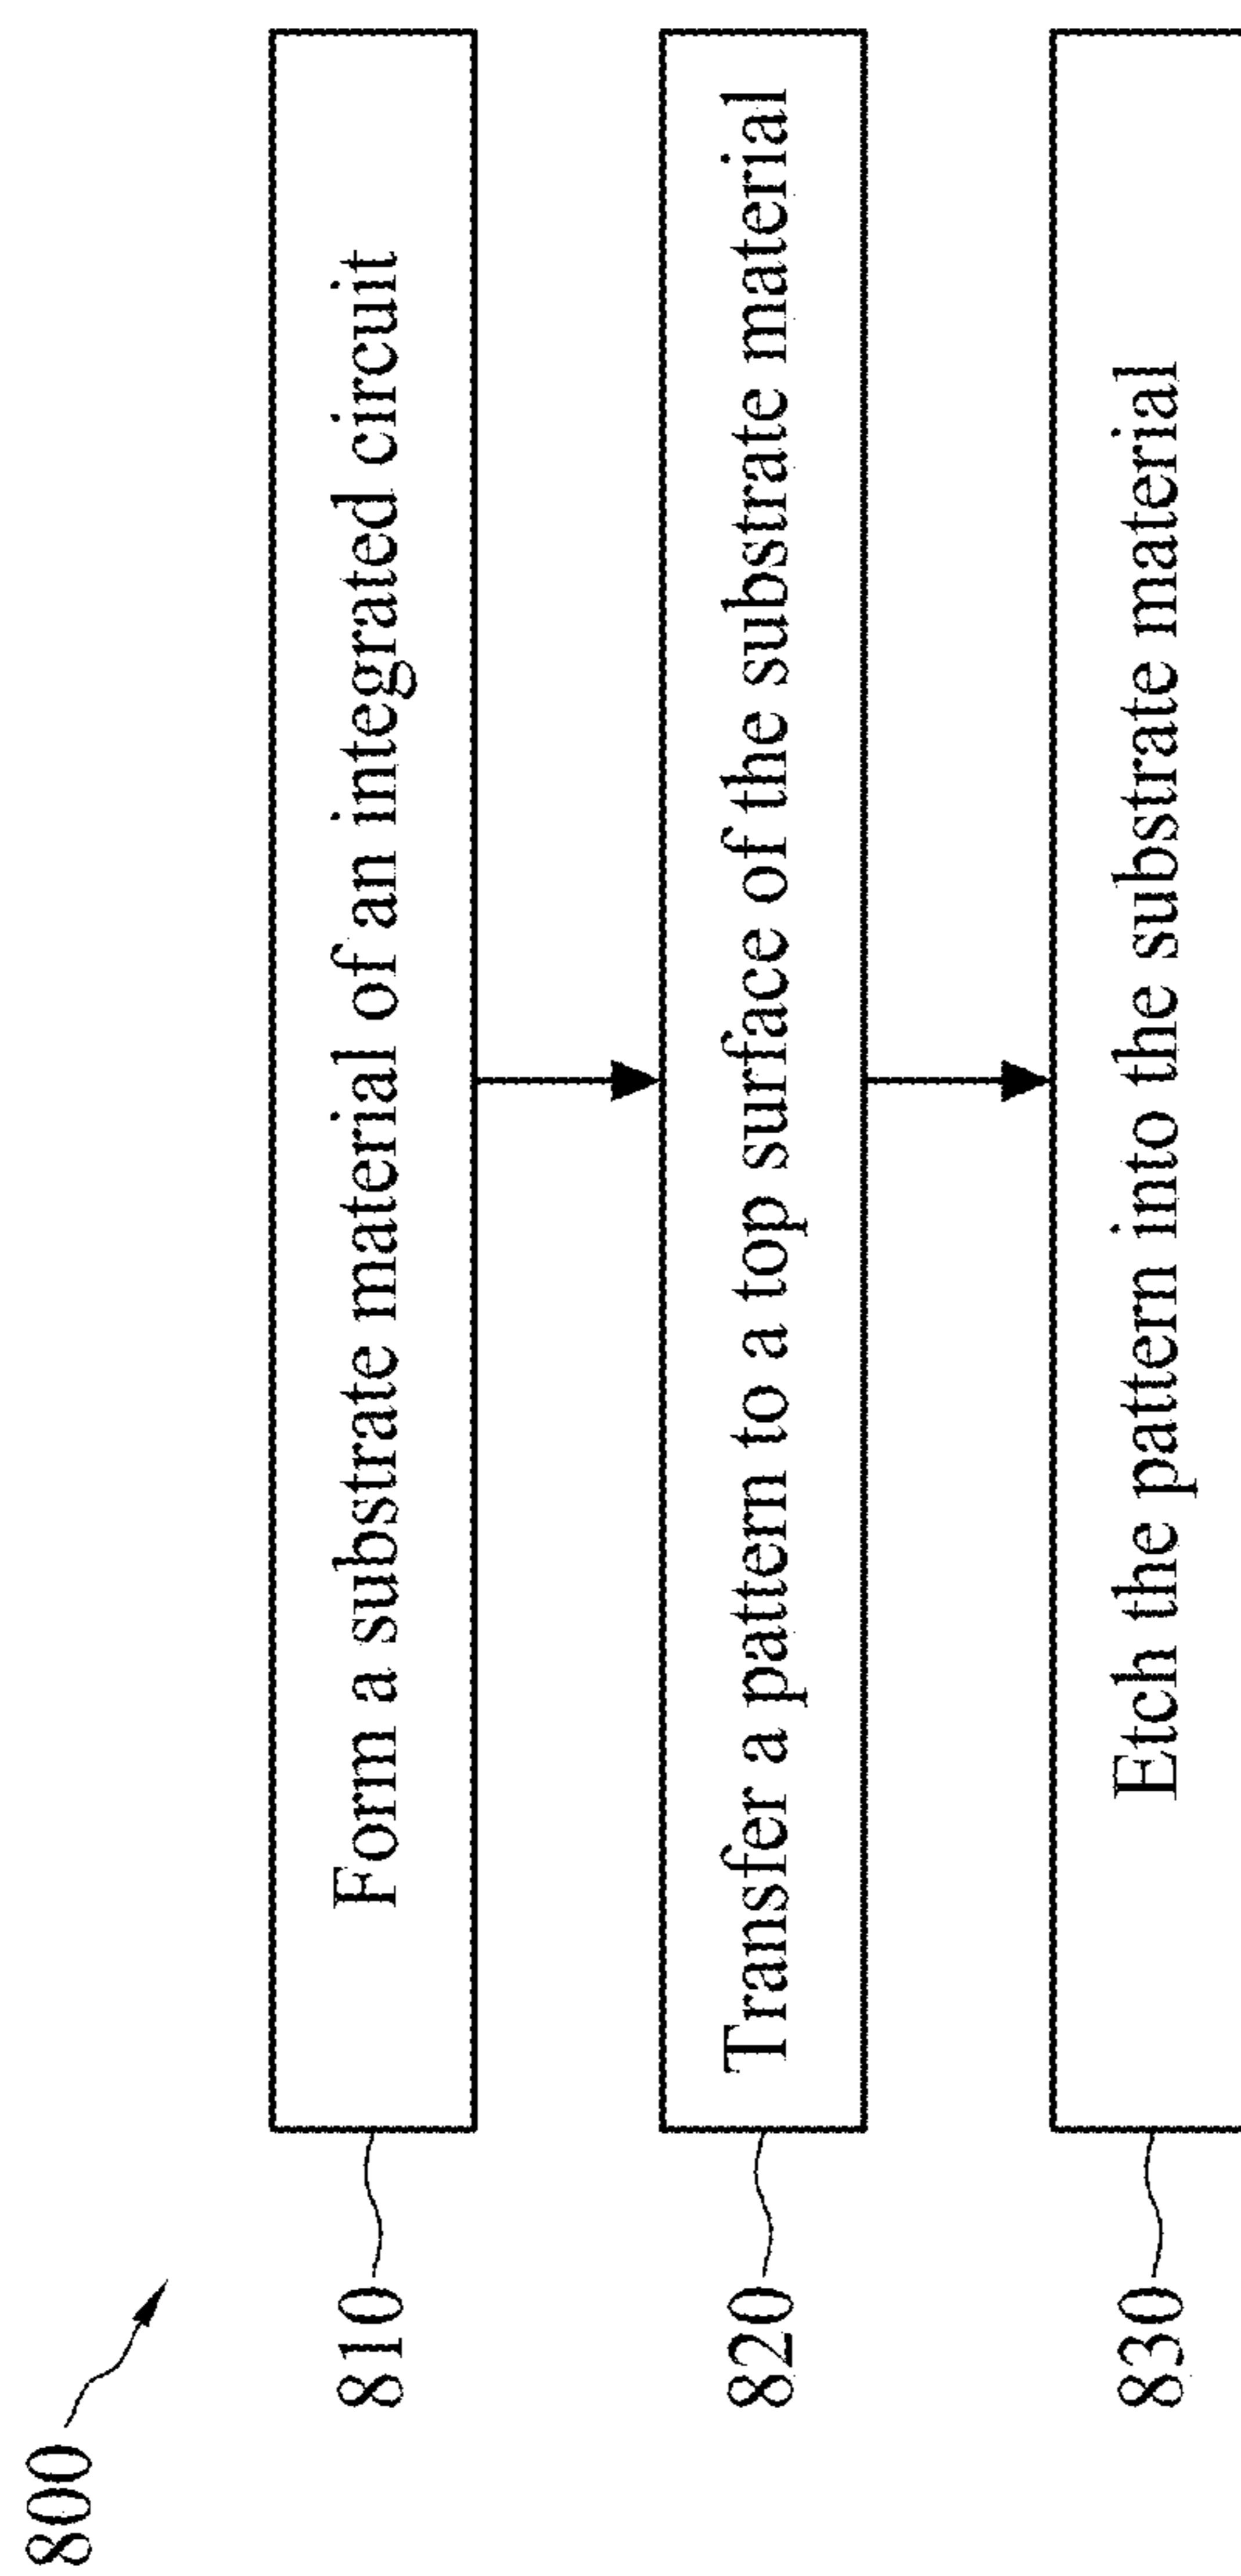 800
810
Form a substrate material of an integrated circuit
820
Transfer a pattern to a top surface of the substrate material
830
Etch the pattern into the substrate material